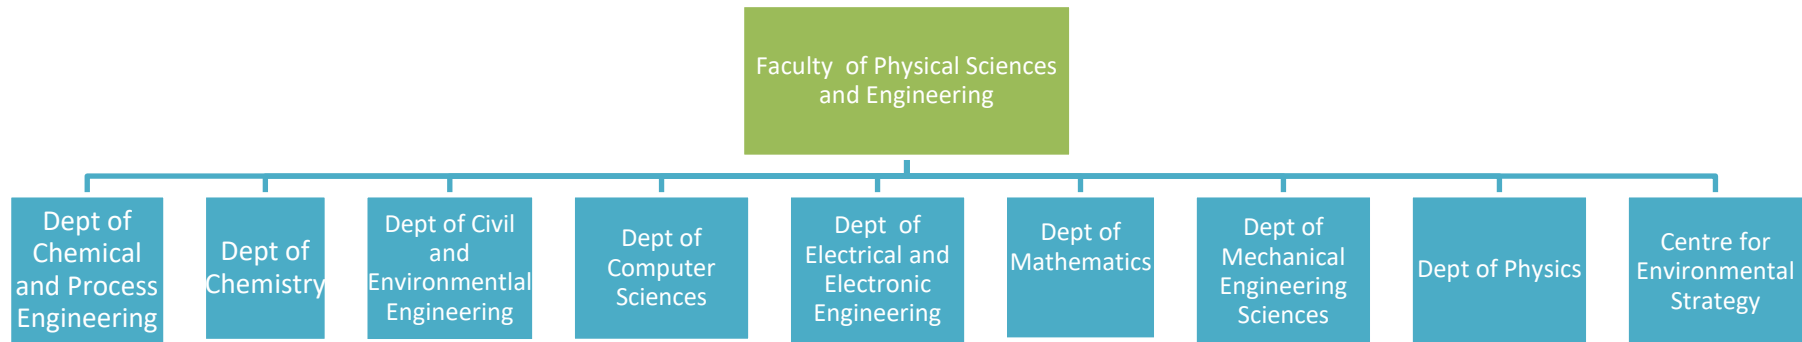 Faculty  of Physical Sciences
and Engineering
Dept of
Chemical
and Process
Engineering
Dept of
Chemistry
Dept of Civil
and
Environmentlal
Engineering
Dept of
Computer
Sciences
Dept  of
Electrical and
Electronic
Engineering
Dept of
Mathematics
Dept of
Mechanical
Engineering
Sciences
Dept of Physics
Centre for
Environmental
Strategy